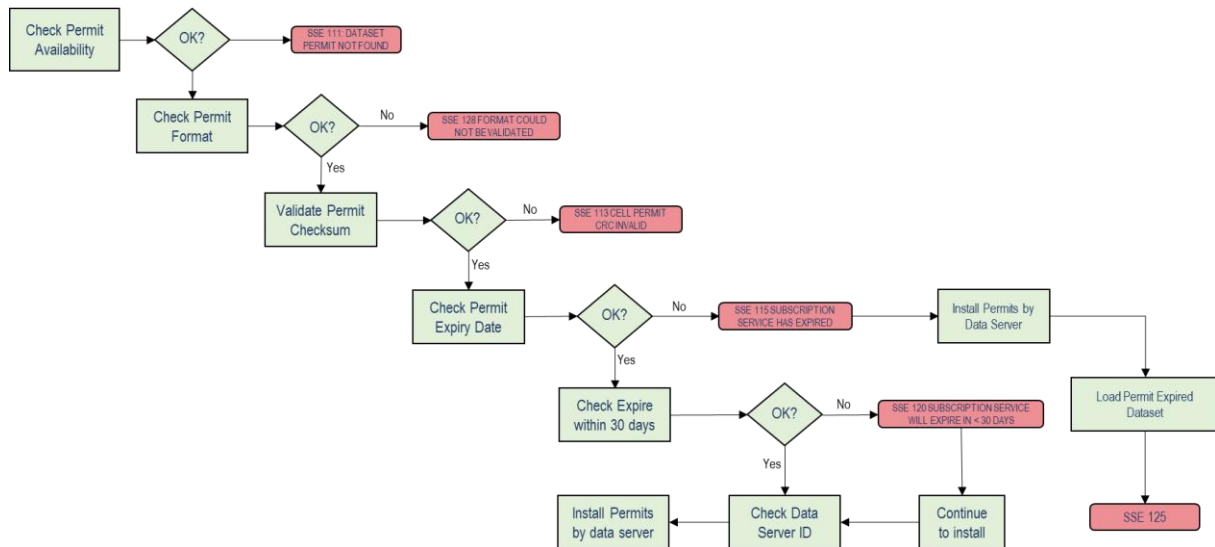 Check Permit
Availability
OK?
SSE 111: DATASET
PERMIT NOT FOUND
Check Permit
Format
OK?
No
SSE 128 FORMAT COULD
NOT BE VALIDATED
Yes
Validate Permit
Checksum
OK?
No
SSE 113 CELL PERMIT
CRC INVALID
Yes
Check Permit
Expiry Date
OK?
No
SSE 115 SUBSCRIPTION
SERVICE HAS EXPIRED
Install Permits by
Data Server
Yes
Check Expire
within 30 days
OK?
No
SSE 120 SUBSCRIPTION SERVICE
WILL EXPIRE IN < 30 DAYS
Load Permit Expired
Dataset
Yes
Install Permits
by data server
Check Data
Server ID
Continue
to install
SSE 125